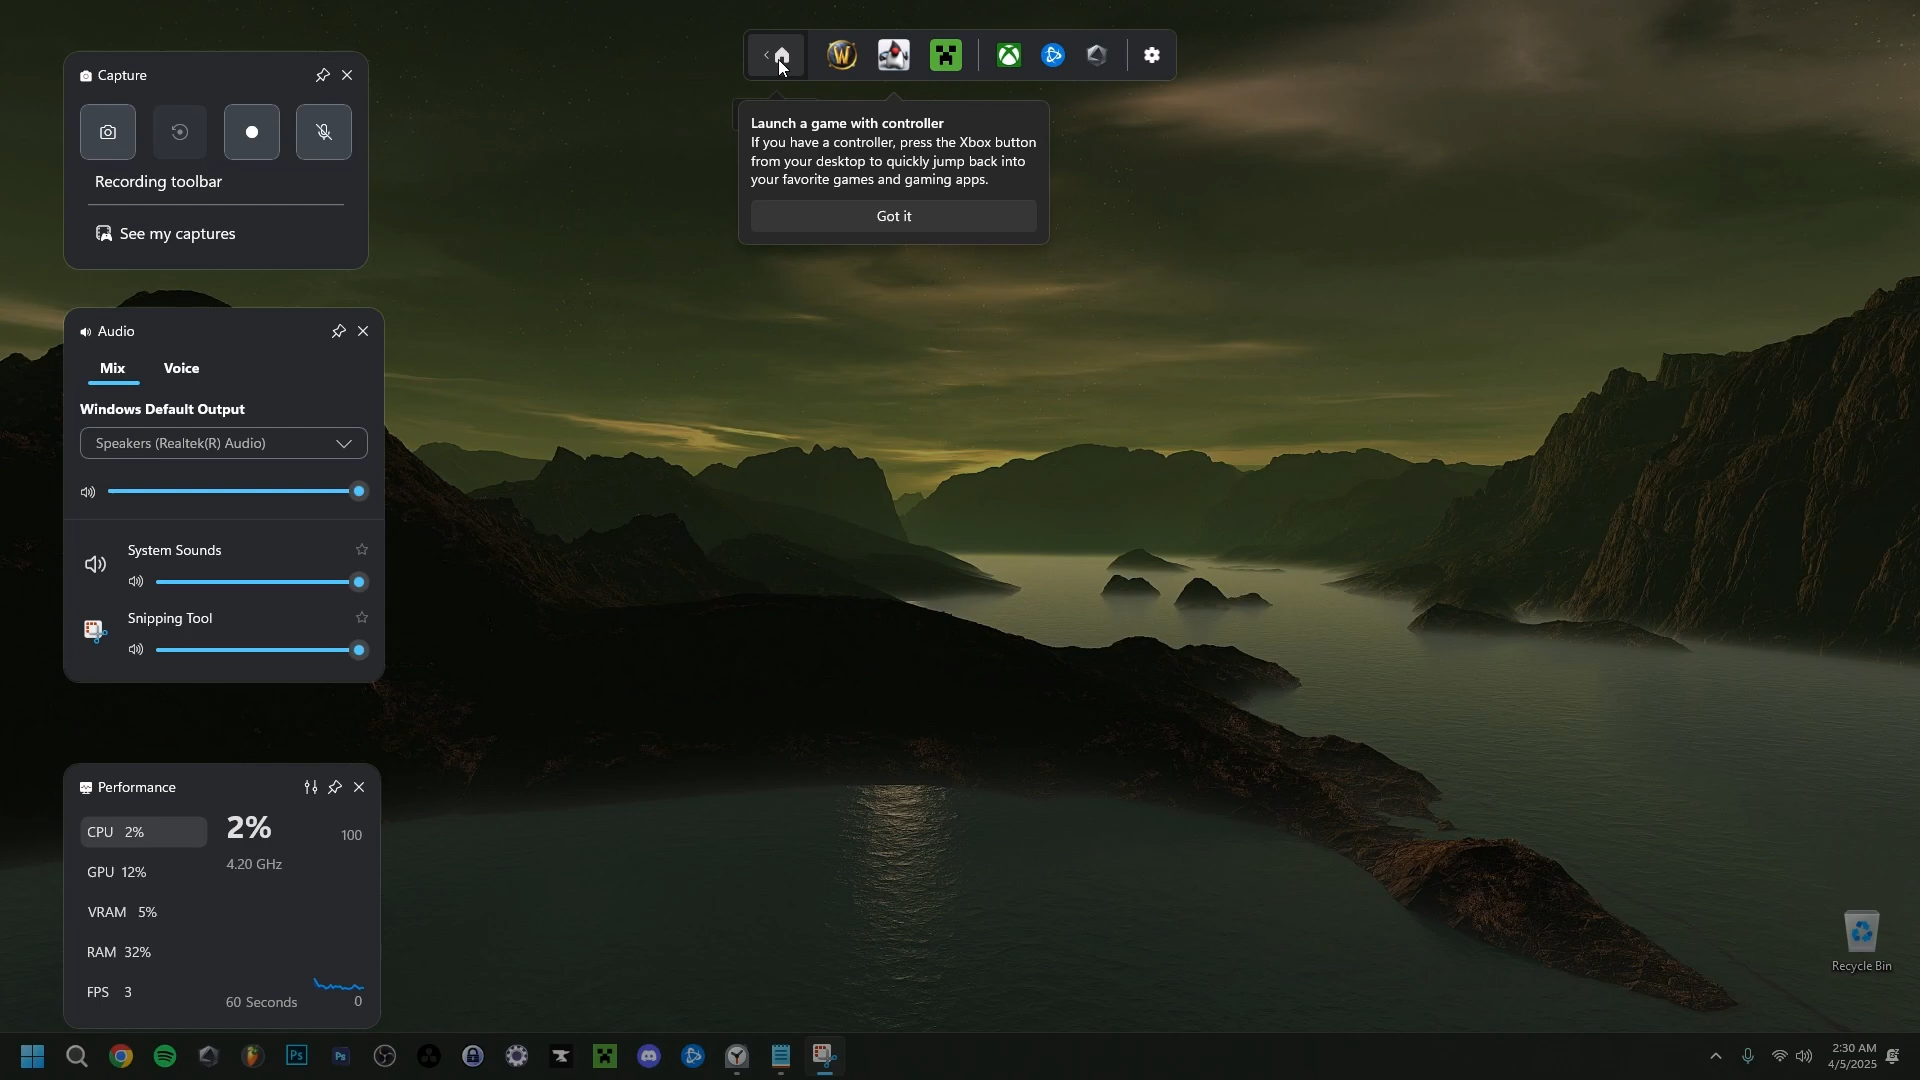 Capture
Recording toolbar
See my captures
Launch a game with controller
If you have a controller, press the Xbox button
from your desktop to quickly jump back into
your favorite games and gaming apps.
Got it
Audio
Mix
Voice
Windows Default Output
Speakers (Realtek(R) Audio)
System Sounds
Snipping Tool
Performance
CPU 2%
2%
100
4.20 GHz
GPU 12%
VRAM 5%
RAM 32%
FPS 3
60 Seconds
0
Recycle Bin
W
Ps
Ps
2:30 AM
4/5/2025